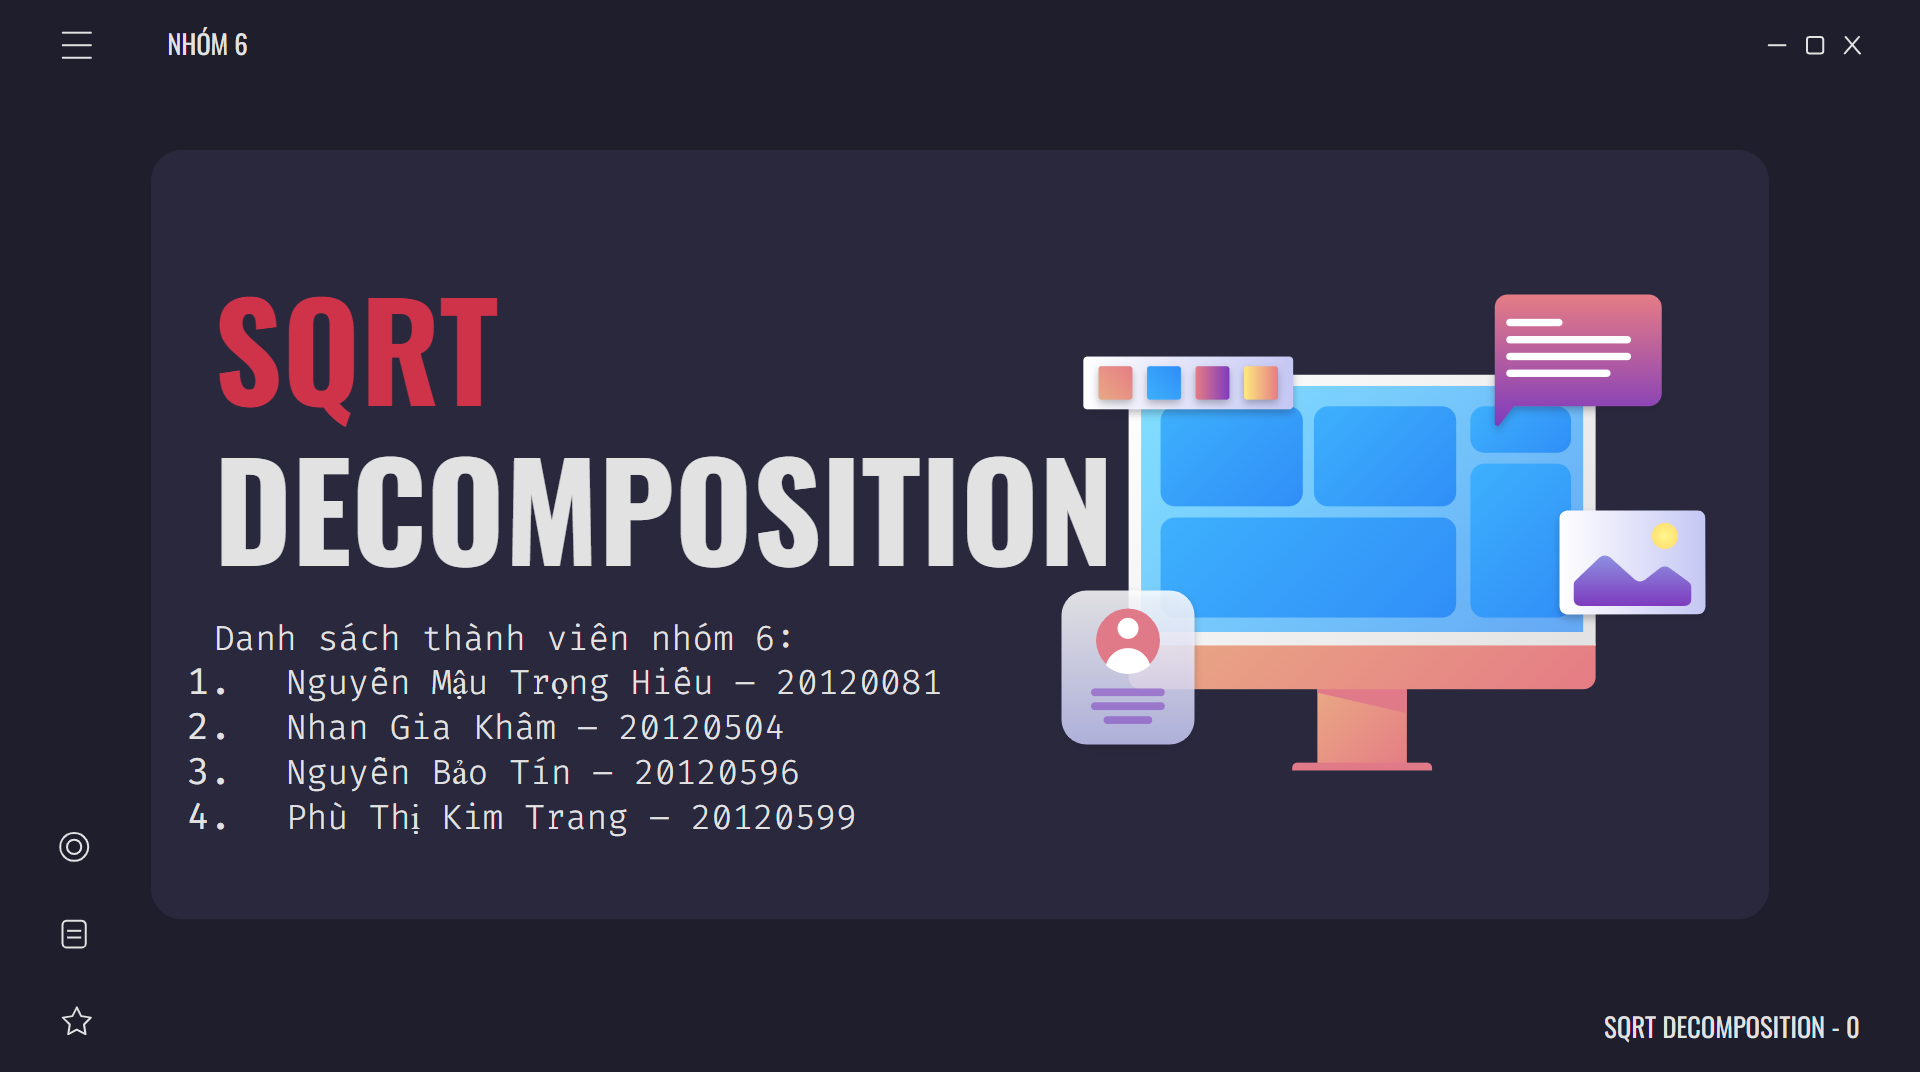 NHÓM 6
SQRT
DECOMPOSITION
Danh sách thành viên nhóm 6:
1. Nguyễn Mậu Trọng Hiếu – 20120081
2. Nhan Gia Khâm – 20120504
3. Nguyễn Bảo Tín – 20120596
4. Phù Thị Kim Trang – 20120599
SQRT DECOMPOSITION - 0